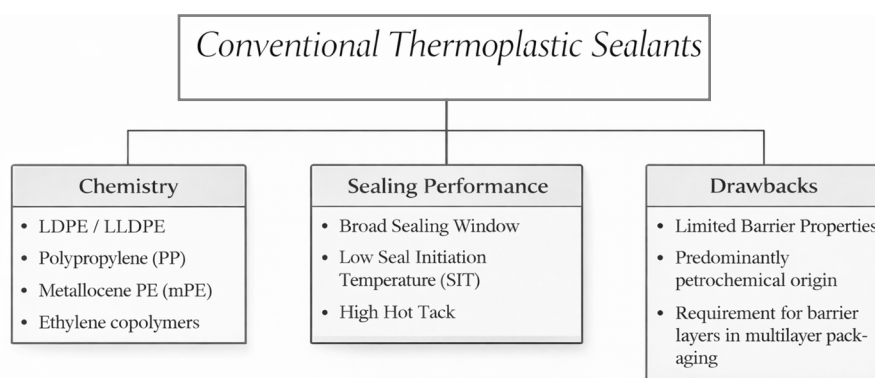 Conventional Thermoplastic Sealants
Chemistry
• LDPE / LLDPE
• Polypropylene (PP)
• Metallocene PE (mPE)
• Ethylene copolymers
Sealing Performance
• Broad Sealing Window
• Low Seal Initiation
Temperature (SIT)
• High Hot Tack
Drawbacks
• Limited Barrier Properties
• Predominantly
petrochemical origin
• Requirement for barrier
layers in multilayer pack-
aging